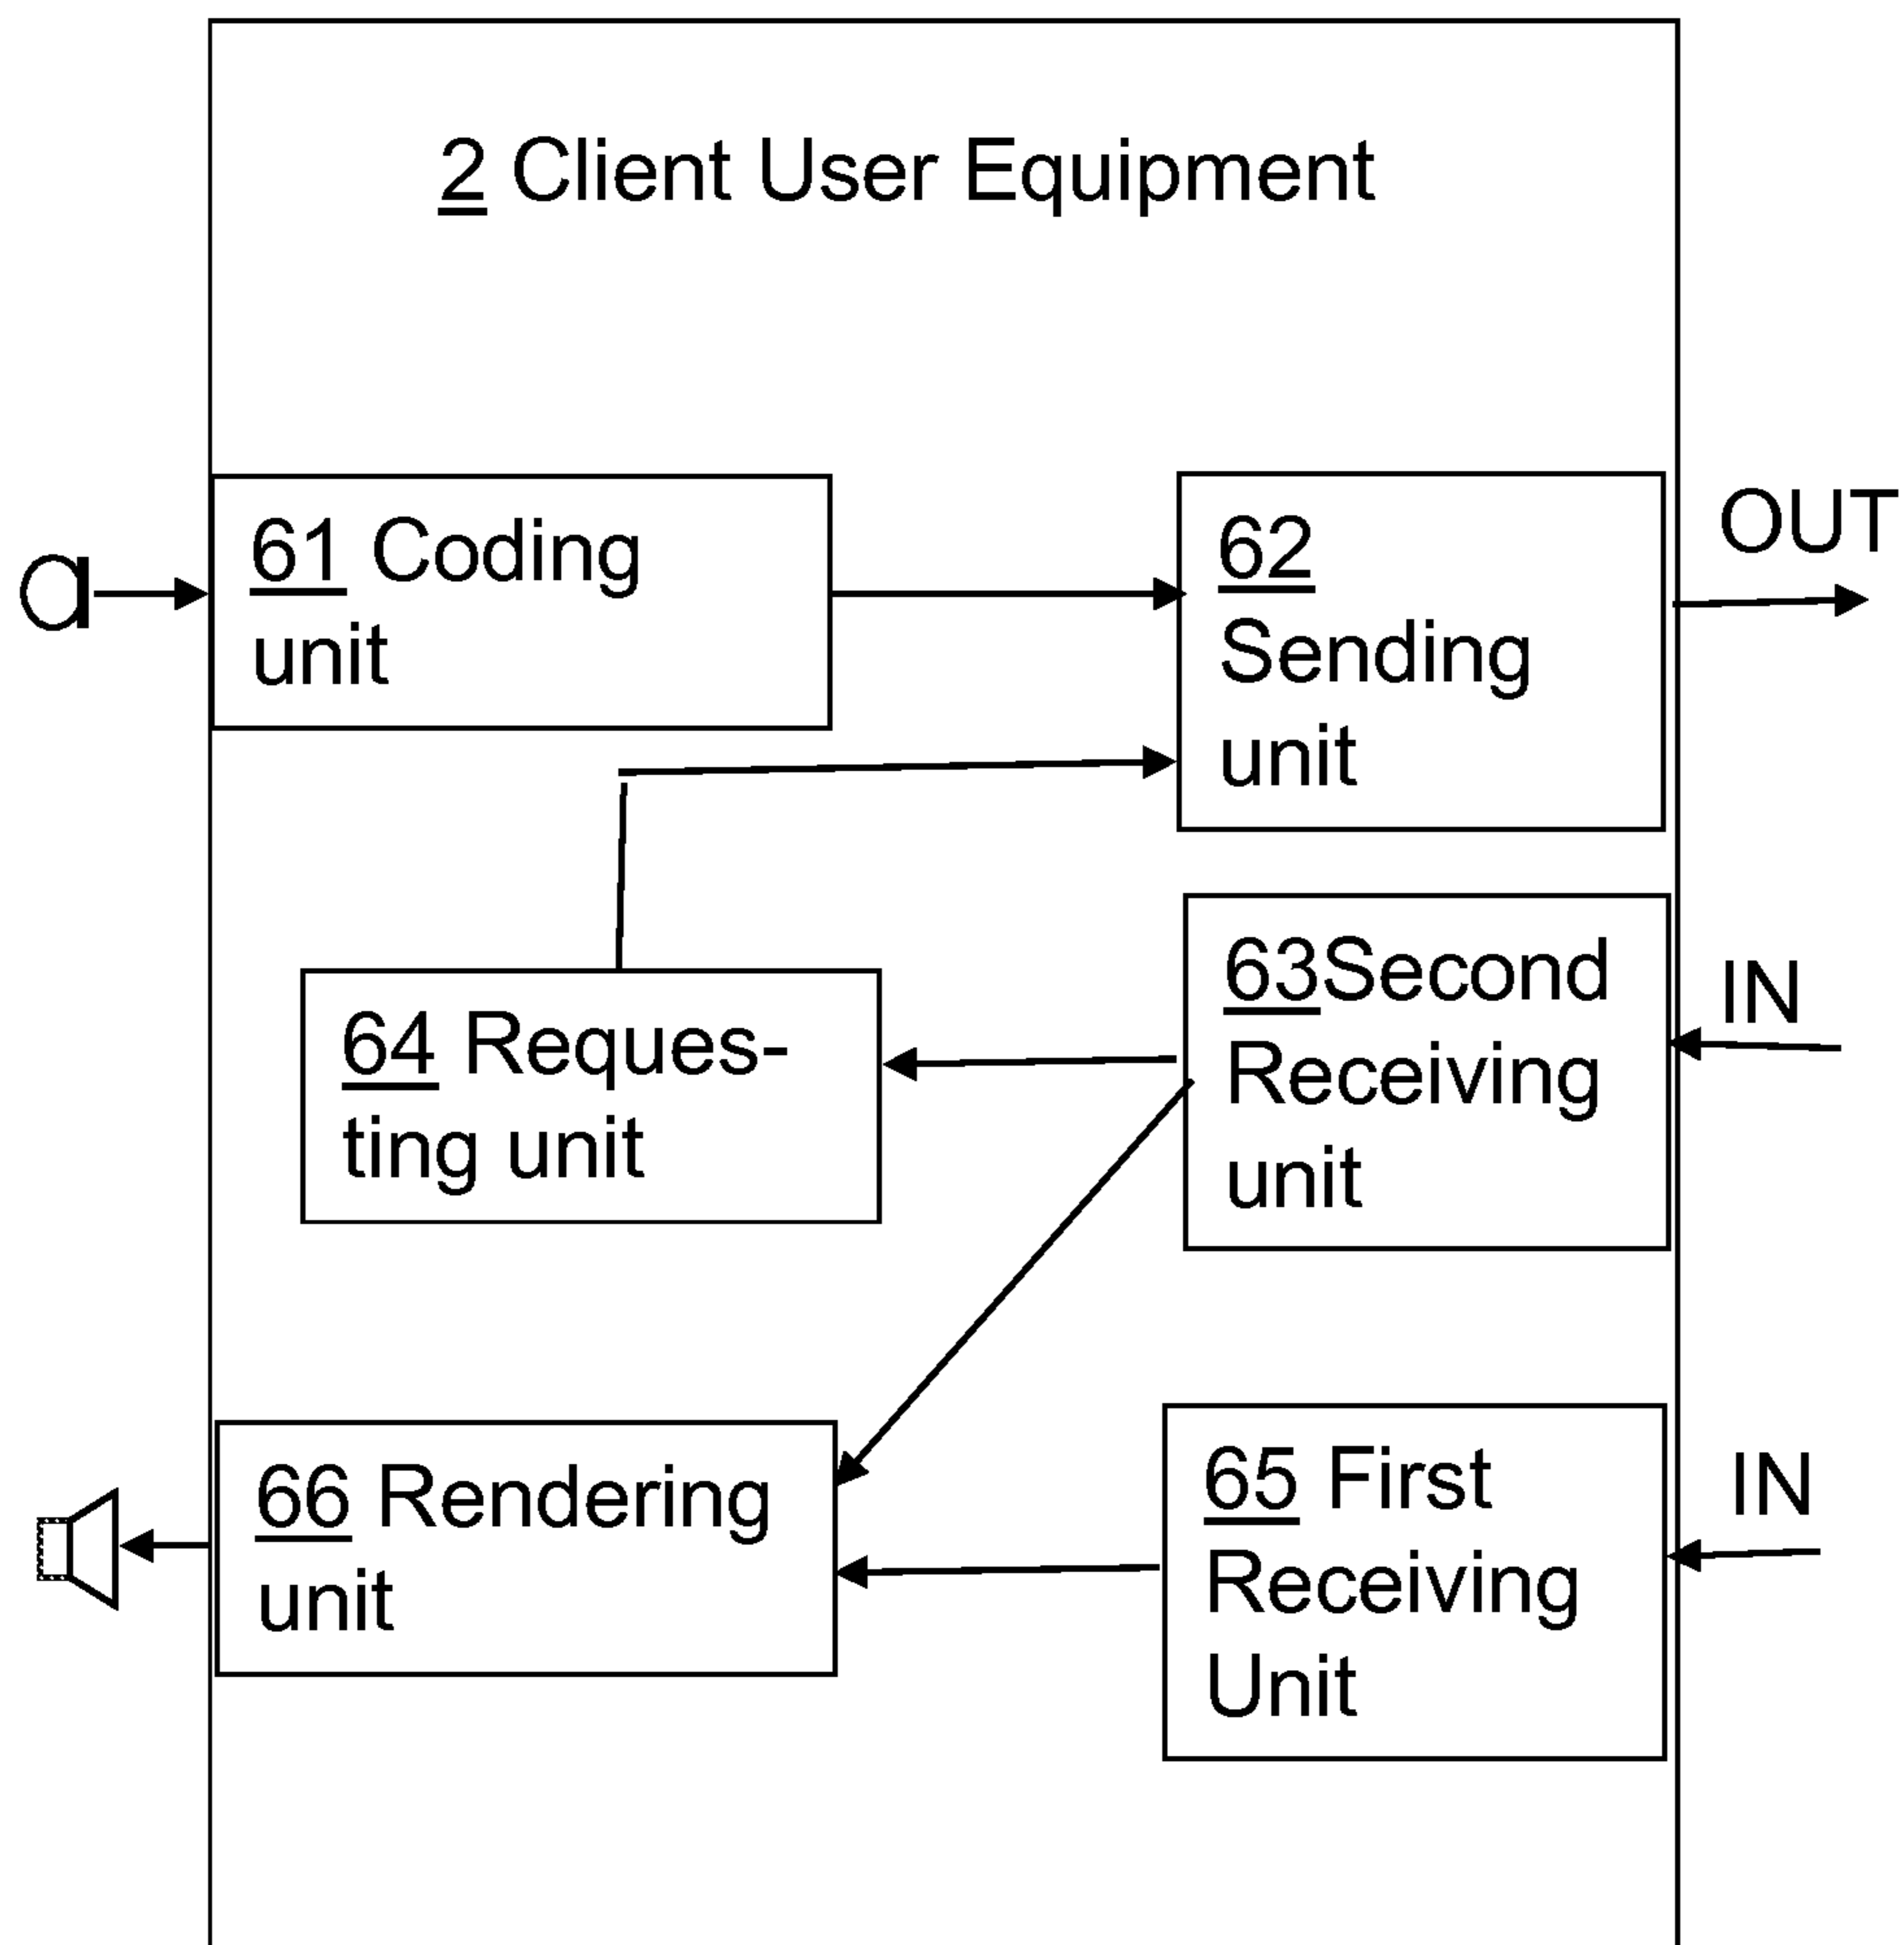 2 Client User Equipment
61 Coding
unit
62
Sending
unit
OUT
64 Reques-
ting unit
63Second
Receiving
unit
IN
66 Rendering
unit
65 First
Receiving
Unit
IN